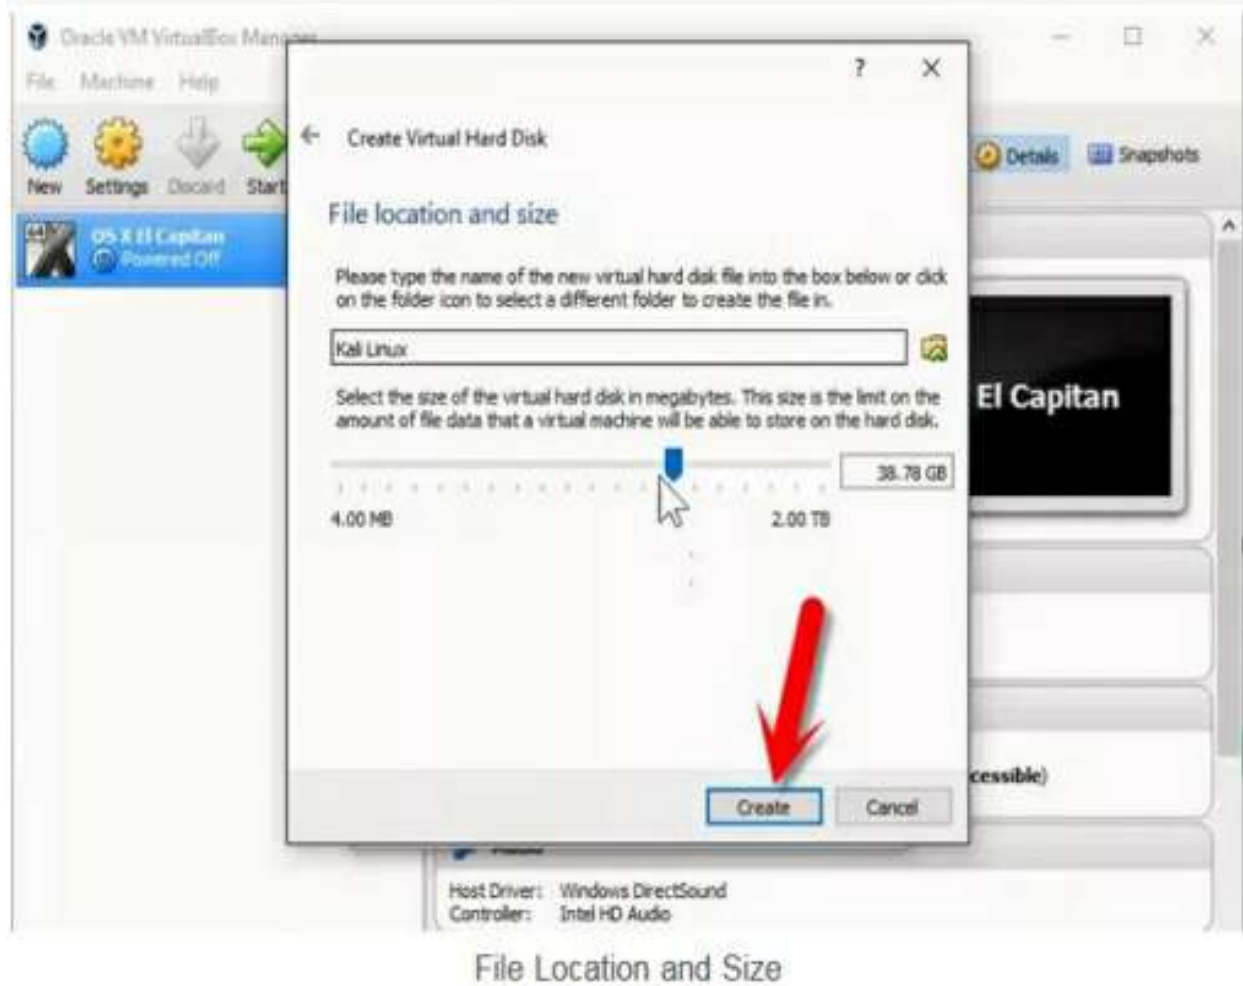 Oracle VM VirtualBox Manager
File Machine Help
? X
← Create Virtual Hard Disk
New Settings Discard Start
Details Snapshots
OS X El Capitan
Powered Off
File location and size
Please type the name of the new virtual hard disk file into the box below or click
on the folder icon to select a different folder to create the file in.
Kali Linux
Select the size of the virtual hard disk in megabytes. This size is the limit on the
amount of file data that a virtual machine will be able to store on the hard disk.
38.78 GB
4.00 MB 2.00 TB
El Capitan
cessible)
Create Cancel
Host Driver: Windows DirectSound
Controller: Intel HD Audio
File Location and Size